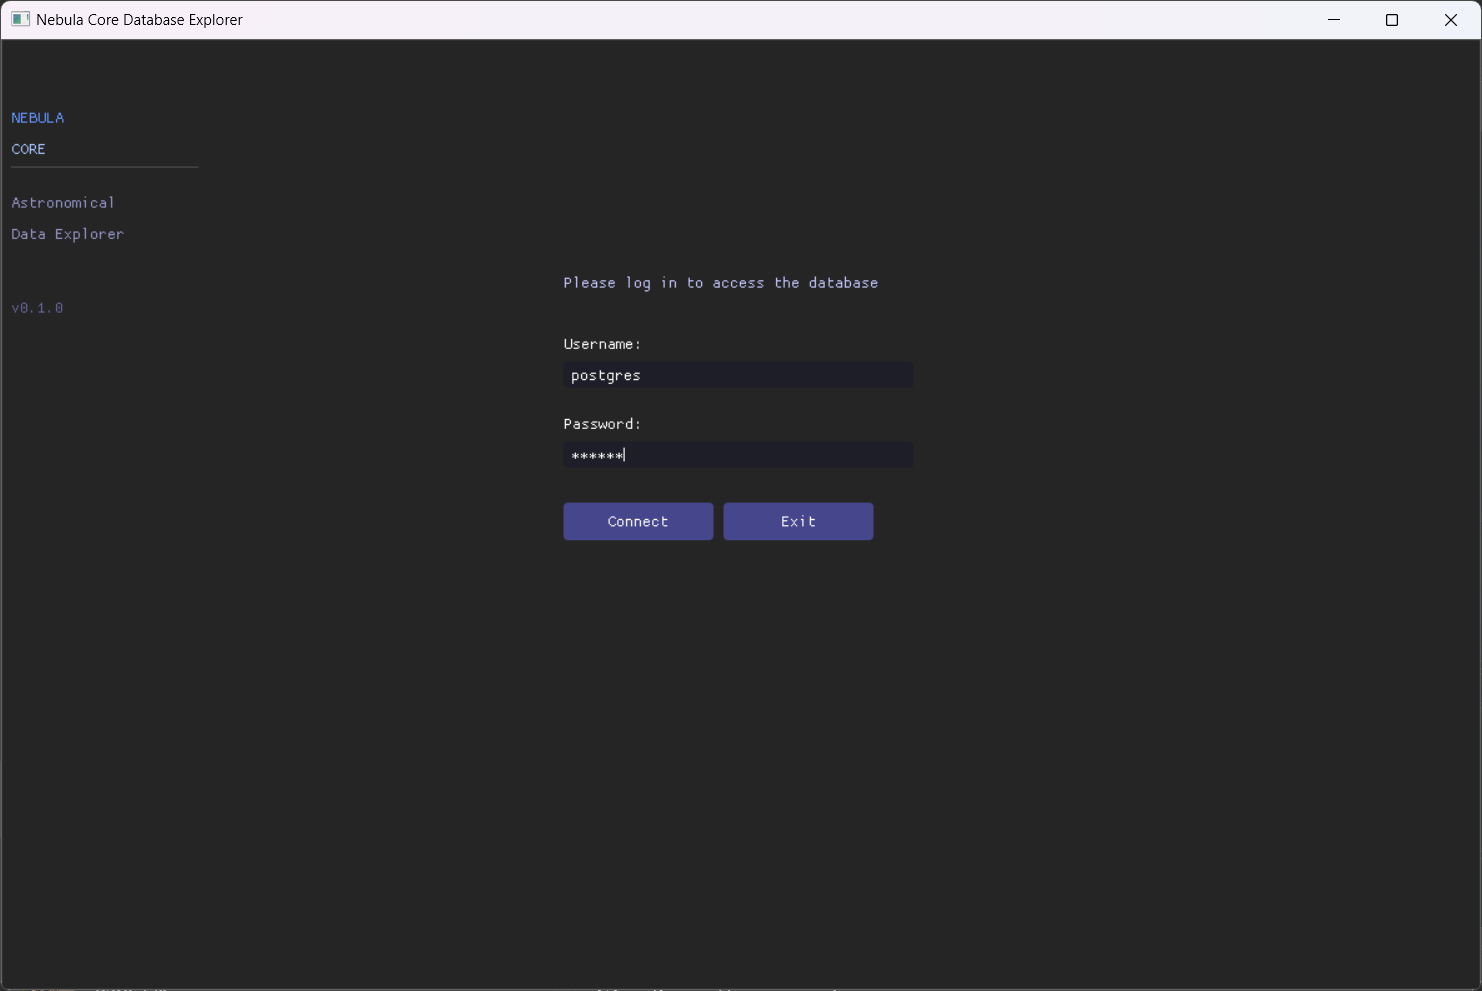 Nebula Core Database Explorer
NEBULA
CORE
Astronomical
Data Explorer
v0.1.0
Please log in to access the database
Username:
postgres
Password:
******
Connect
Exit